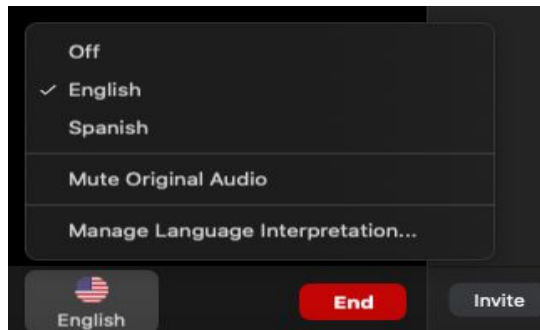 Off
English
Spanish
Mute Original Audio
Manage Language Interpretation...
English
End
Invite